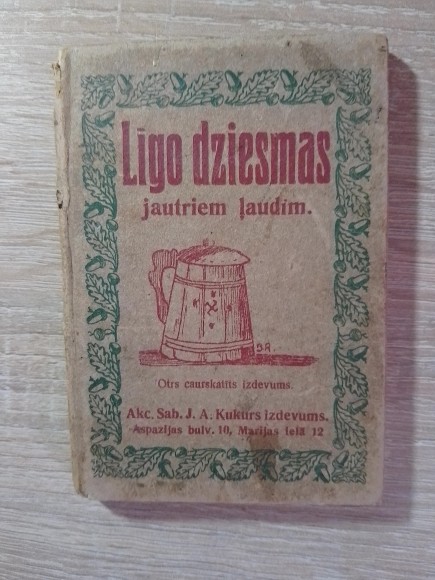 Līgo dziesmas
jautriem ļaudīm.
S.R.
Otrs caurskatīts izdevums.
Akc. Sab. J. A. Kukurs izdevums.
Aspazijas bulv. 10, Marijas ielā 12